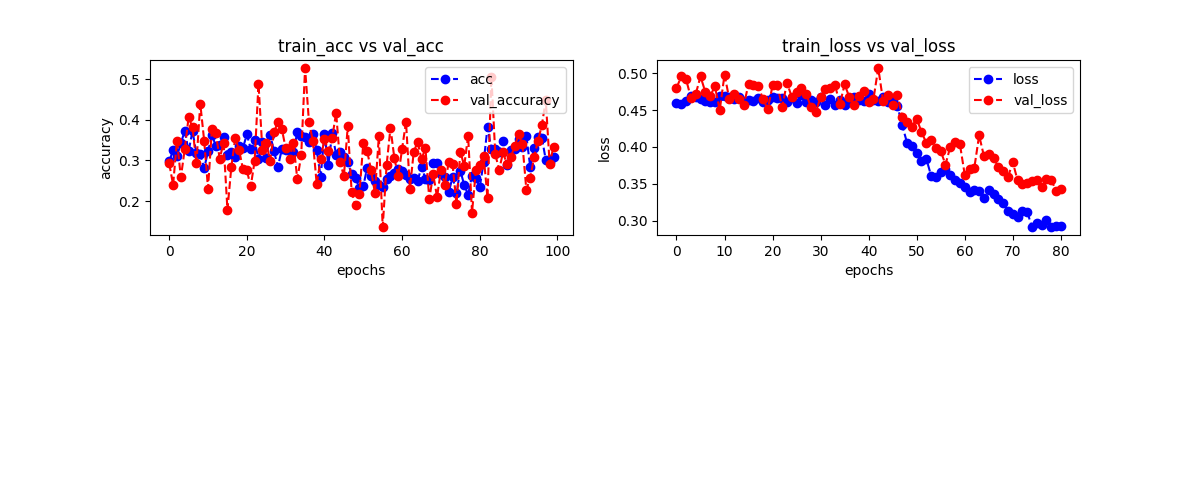 train_acc vs val_acc
accuracy
0.5
0.4
0.3
0.2
acc
val_accuracy
0
20
40
60
80
100
epochs
train_loss vs val_loss
loss
0.50
0.45
0.40
0.35
0.30
loss
val_loss
0
10
20
30
40
50
60
70
80
epochs